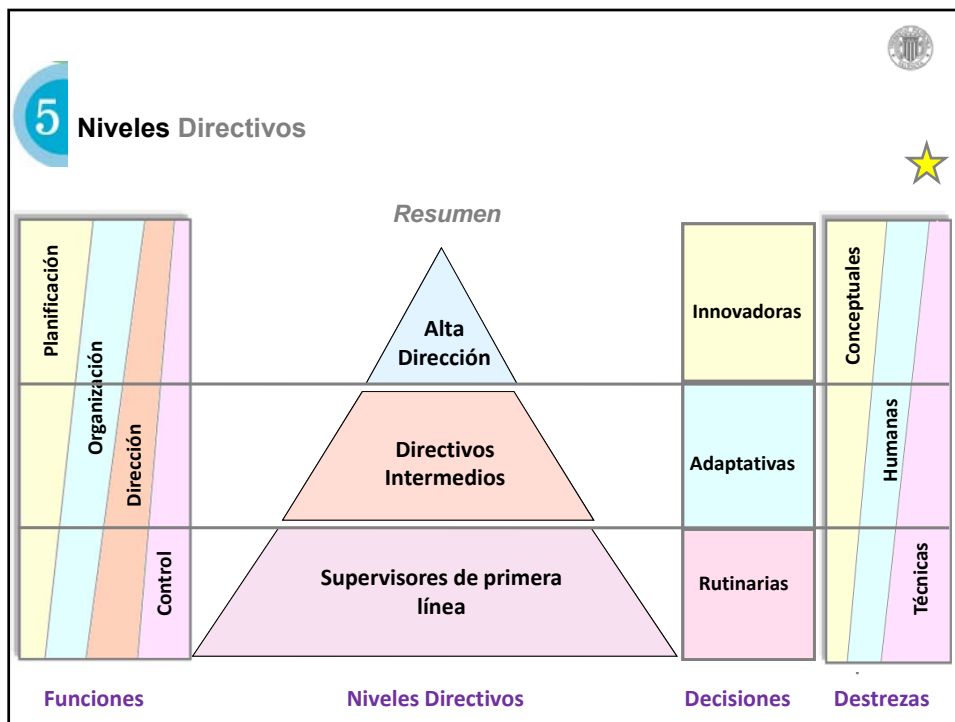 5
Niveles Directivos
Resumen
Planificación
Organización
Dirección
Control
Alta
Dirección
Directivos
Intermedios
Supervisores de primera
línea
Innovadoras
Adaptativas
Rutinarias
Conceptuales
Humanas
Técnicas
Funciones
Niveles Directivos
Decisiones
Destrezas